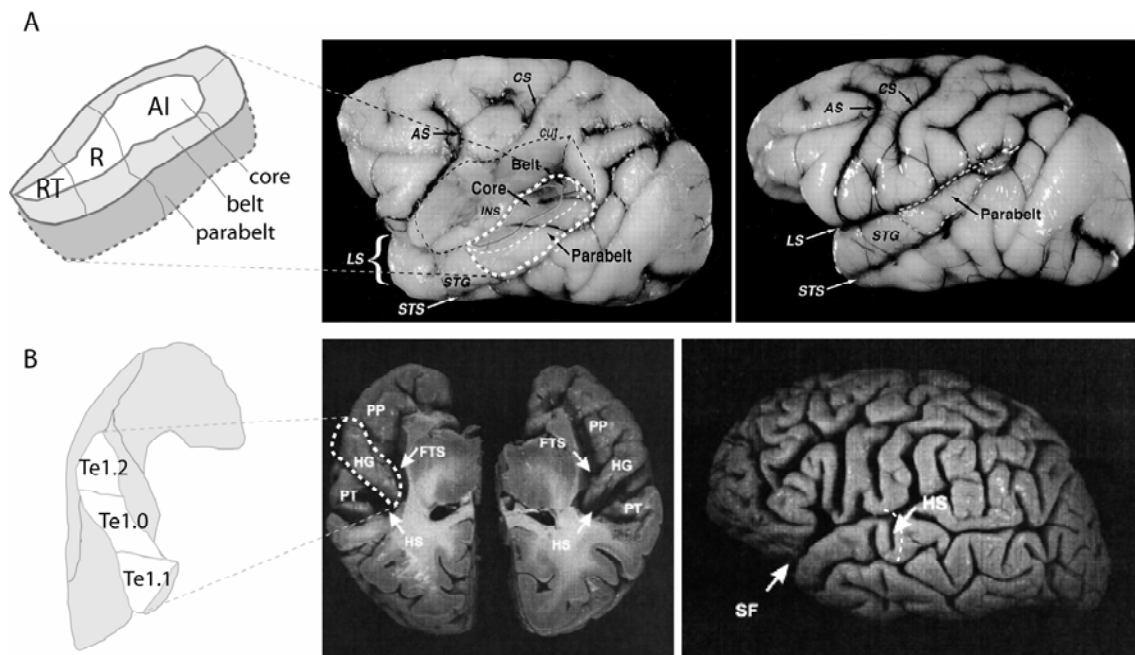 A
AI
R
RT
core
belt
parabelt
CS
AS
CUT
Belt
Core
INS
Parabelt
LS {
STG
STS
CS
AS
Parabelt
LS
STG
STS
B
Te1.2
Te1.0
Te1.1
PP
FTS
HG
PT
HS
PP
FTS
HG
PT
HS
HS
SF